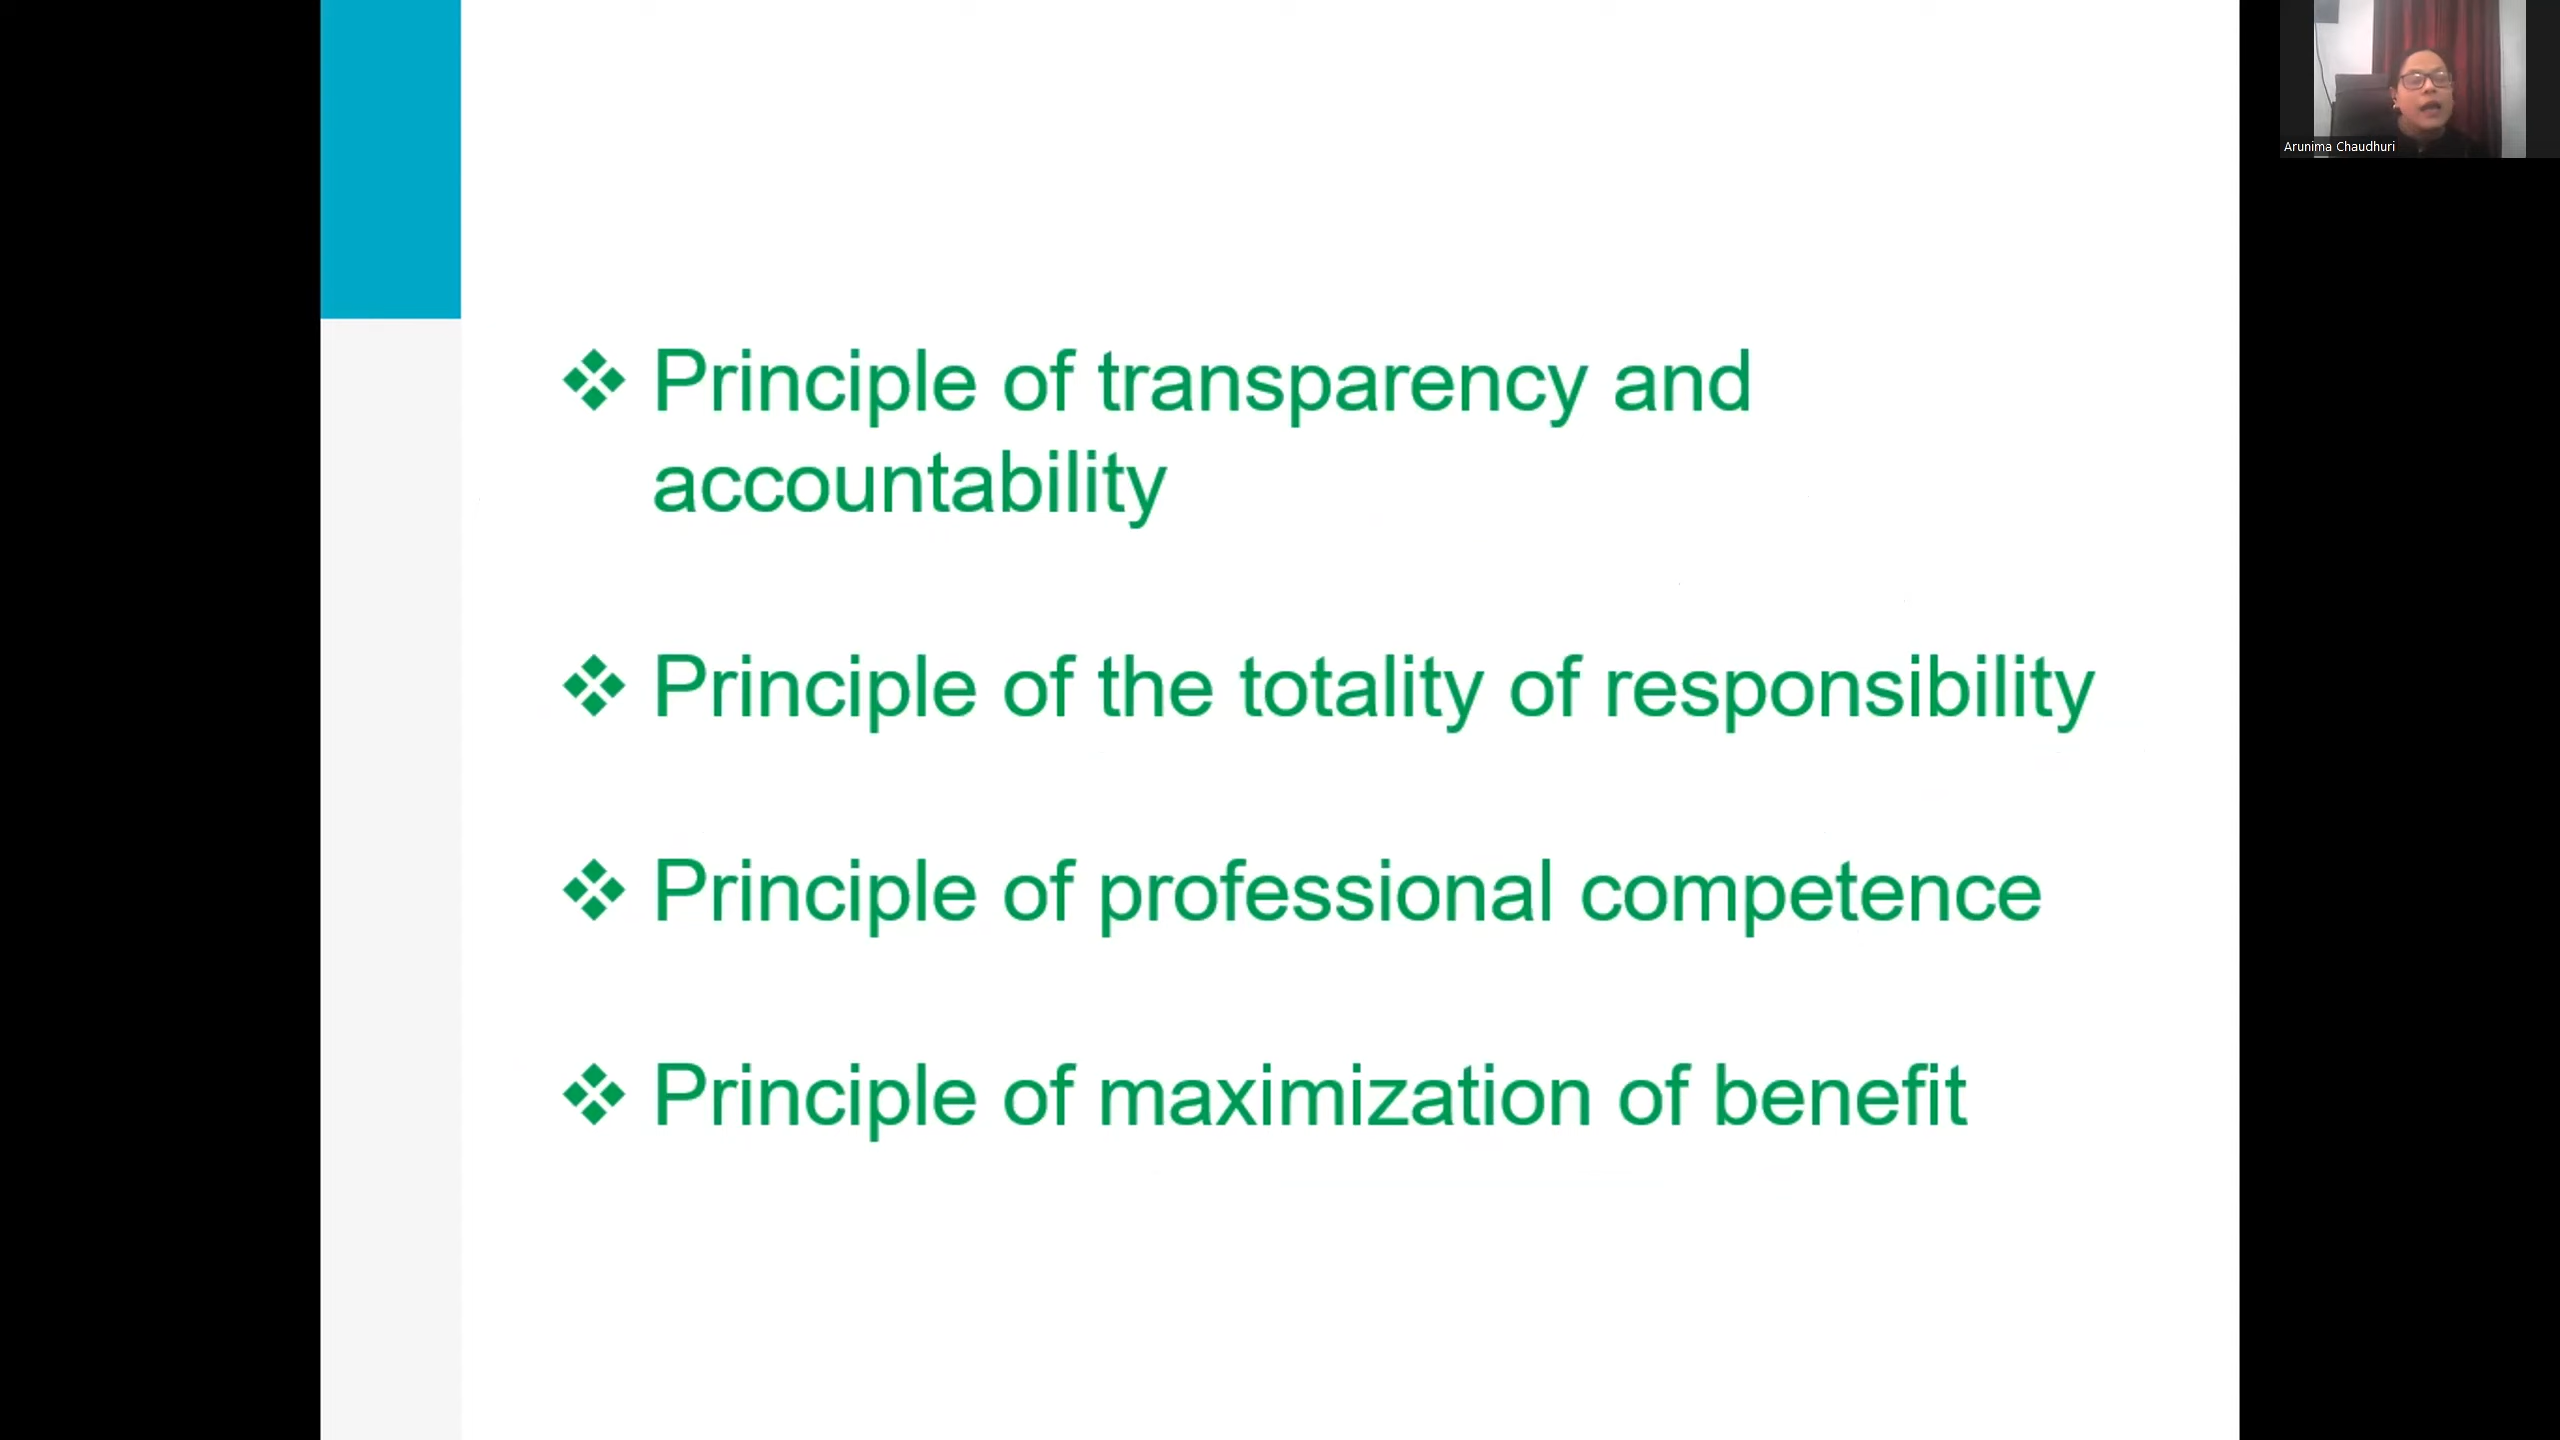 Arunima Chaudhuri
❖ Principle of transparency and
accountability
❖ Principle of the totality of responsibility
❖ Principle of professional competence
❖ Principle of maximization of benefit